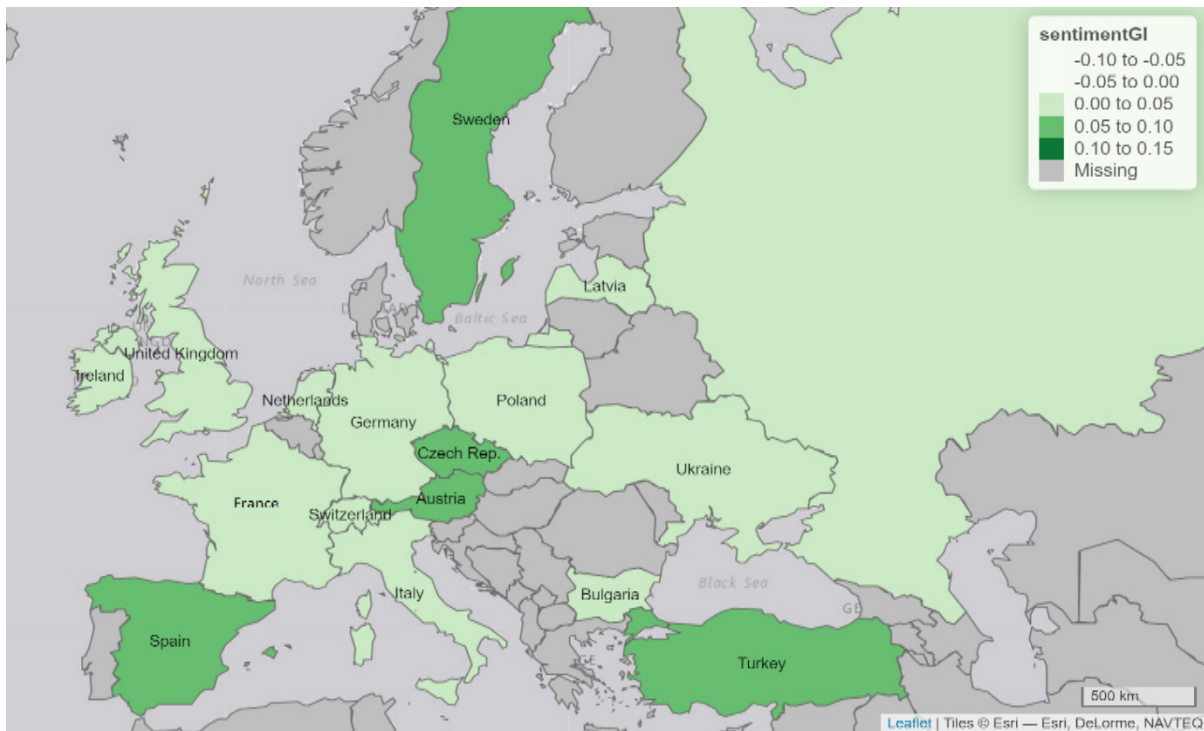 sentimentGI
-0.10 to -0.05
-0.05 to 0.00
0.00 to 0.05
0.05 to 0.10
0.10 to 0.15
Missing
Sweden
North Sea
Latvia
Baltic Sea
United Kingdom
Ireland
Netherlands
Poland
Germany
Czech Rep.
Ukraine
Austria
France
Switzerland
Black Sea
Italy
Bulgaria
GE
Spain
Turkey
500 km
Leaflet | Tiles © Esri — Esri, DeLorme, NAVTEQ